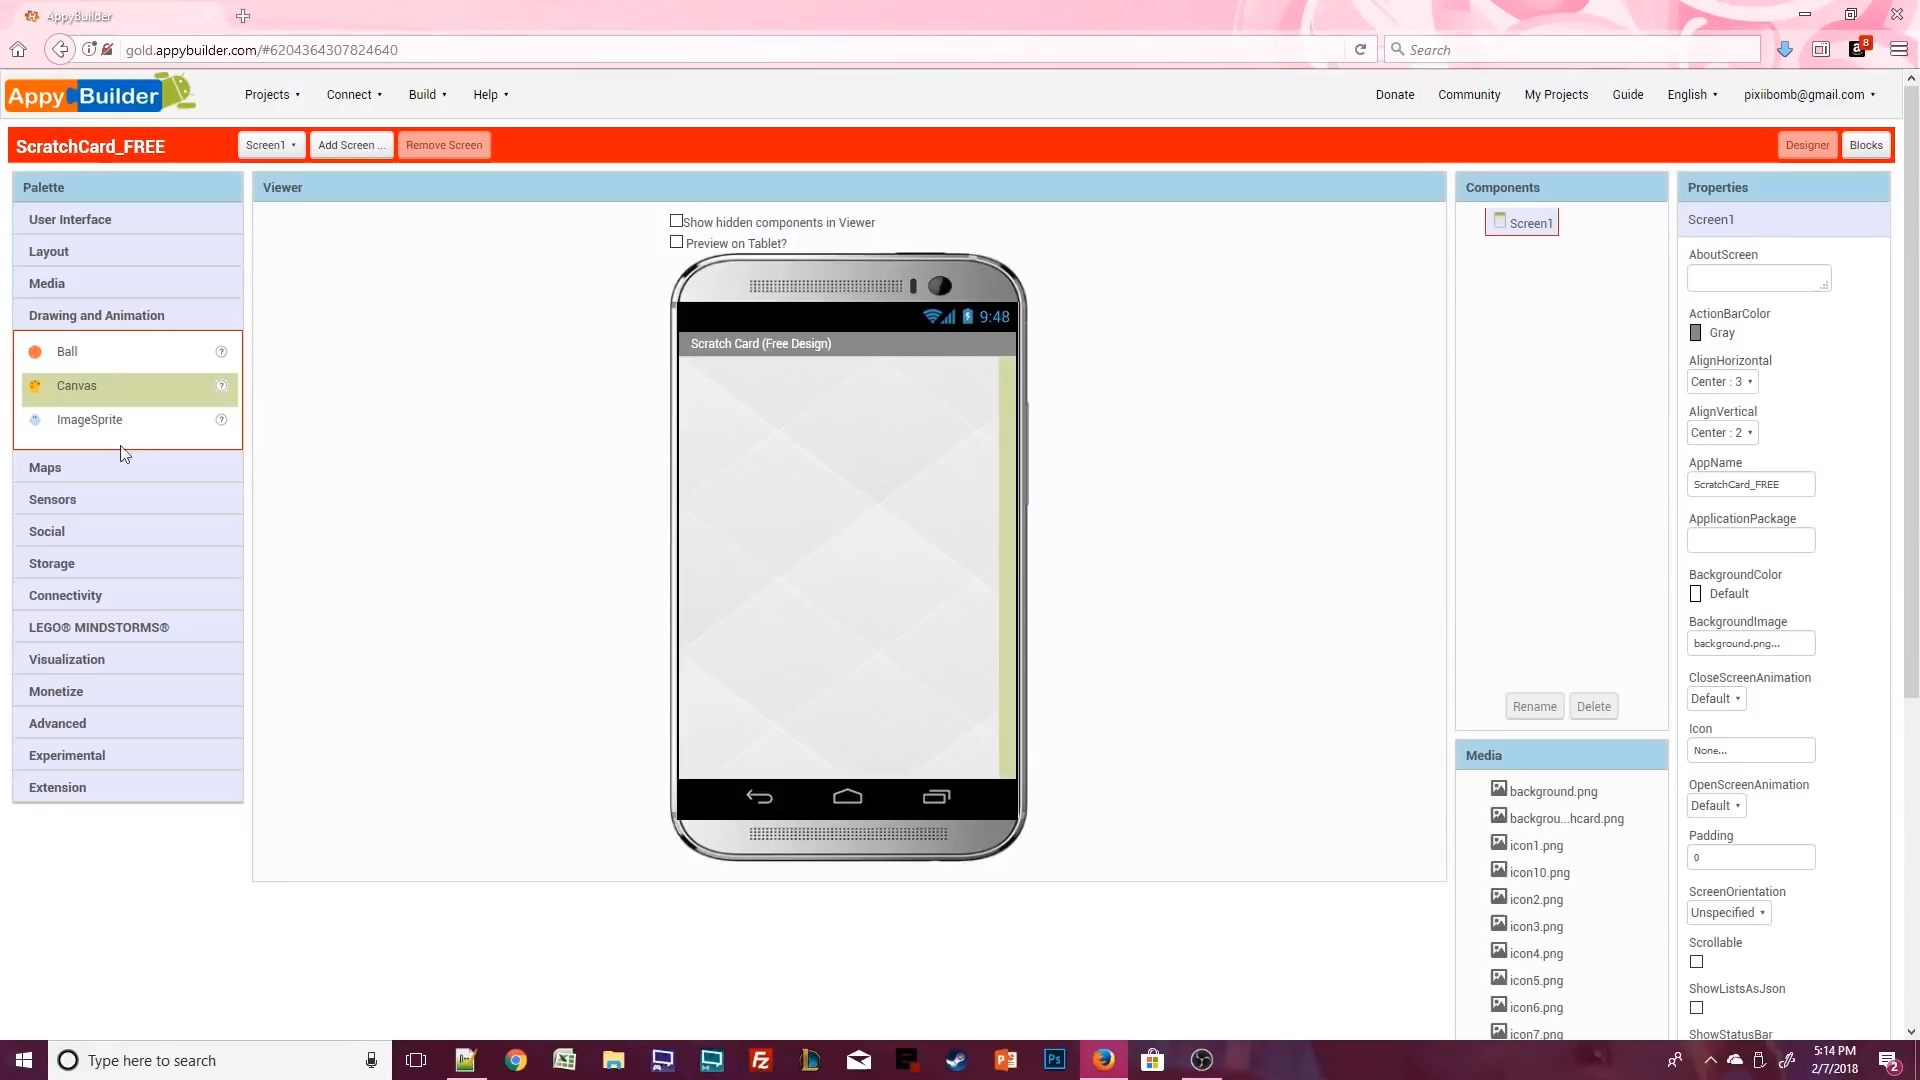 AppyBuilder
gold.appybuilder.com/#6204364307824640
Search
8
Appy Builder
Projects
Connect
Build
Help
Donate
Community
My Projects
Guide
English
pixiibomb@gmail.com
ScratchCard_FREE
Screen1
Add Screen ...
Remove Screen
Designer
Blocks
Palette
User Interface
Layout
Media
Drawing and Animation
Ball
?
Canvas
?
ImageSprite
?
Maps
Sensors
Social
Storage
Connectivity
LEGO® MINDSTORMS®
Visualization
Monetize
Advanced
Experimental
Extension
Viewer
Show hidden components in Viewer
Preview on Tablet?
9:48
Scratch Card (Free Design)
Components
Screen1
Rename
Delete
Media
background.png
backgrou...hcard.png
icon1.png
icon10.png
icon2.png
icon3.png
icon4.png
icon5.png
icon6.png
icon7.png
Properties
Screen1
AboutScreen
ActionBarColor
Gray
AlignHorizontal
Center : 3
AlignVertical
Center : 2
AppName
ScratchCard_FREE
ApplicationPackage
BackgroundColor
Default
BackgroundImage
background.png...
CloseScreenAnimation
Default
Icon
None...
OpenScreenAnimation
Default
Padding
0
ScreenOrientation
Unspecified
Scrollable
ShowListsAsJson
ShowStatusBar
Type here to search
Ps
5:14 PM
2/7/2018
2